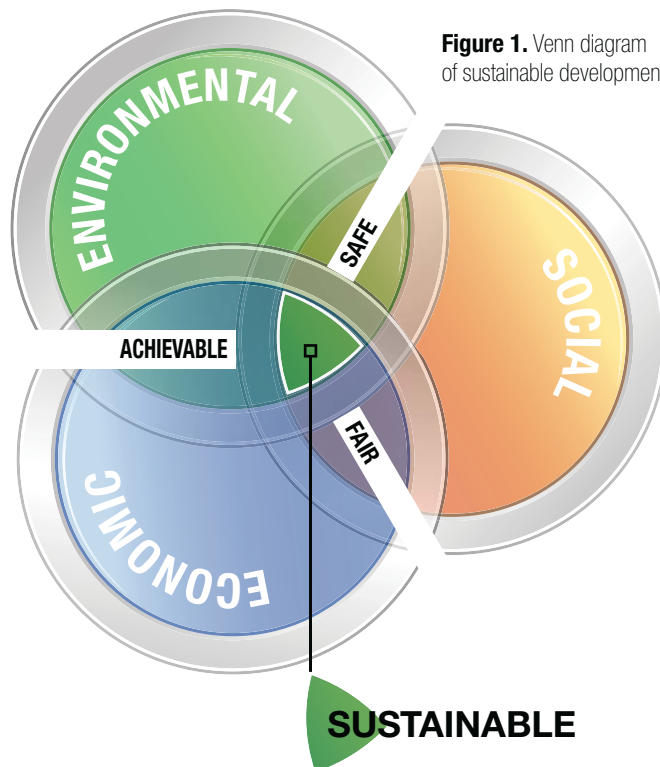 Figure 1. Venn diagram
of sustainable developmen
ENVIRONMENTAL
SAFE
SOCIAL
ACHIEVABLE
FAIR
ECONOMIC
SUSTAINABLE